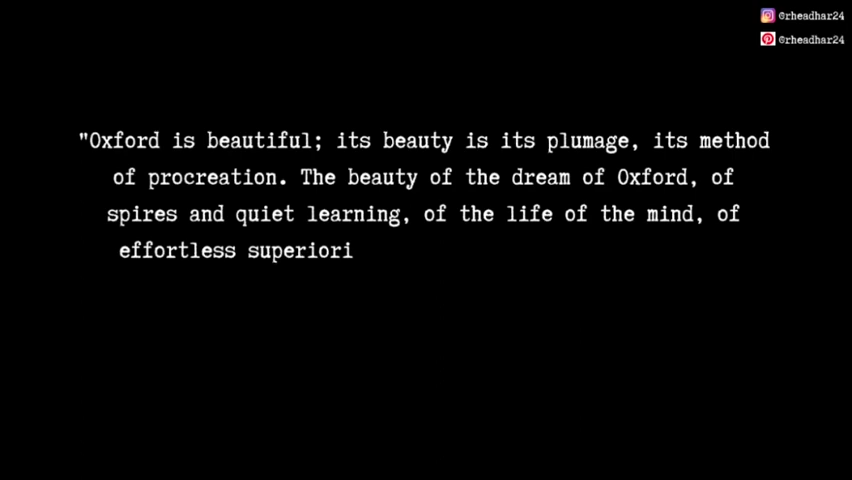 @rheadhar24
@rheadhar24
"Oxford is beautiful; its beauty is its plumage, its method
of procreation. The beauty of the dream of Oxford, of
spires and quiet learning, of the life of the mind, of
effortless superiori